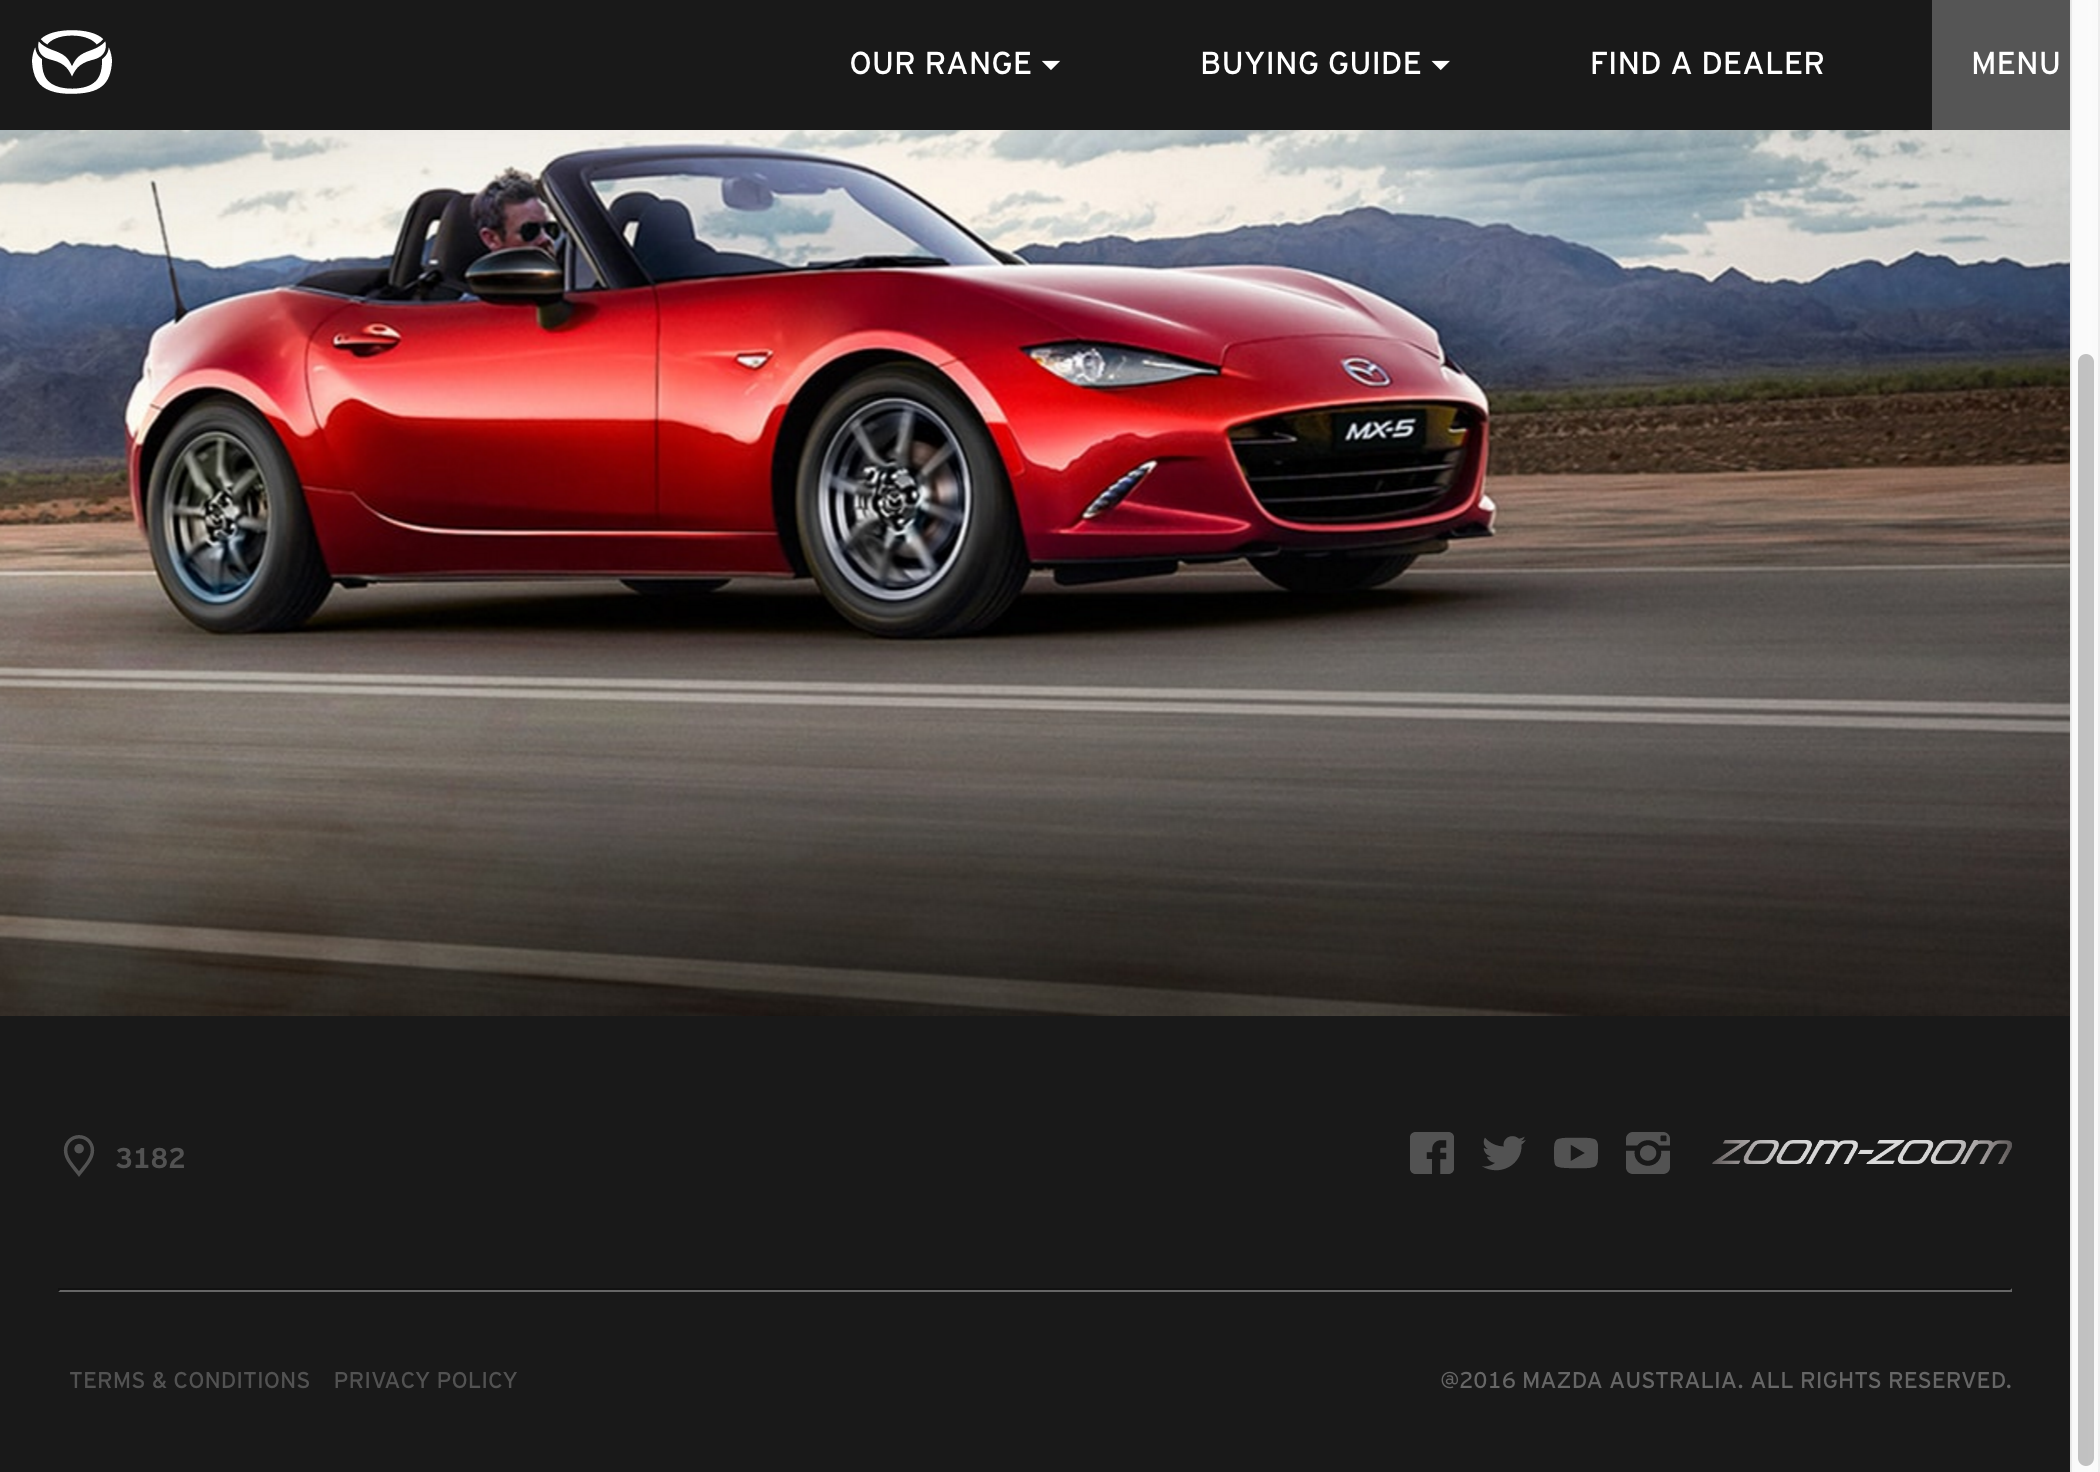 OUR RANGE BUYING GUIDE FIND A DEALER MENU
MX-5
3182 zoom-zoom
TERMS & CONDITIONS PRIVACY POLICY @2016 MAZDA AUSTRALIA. ALL RIGHTS RESERVED.